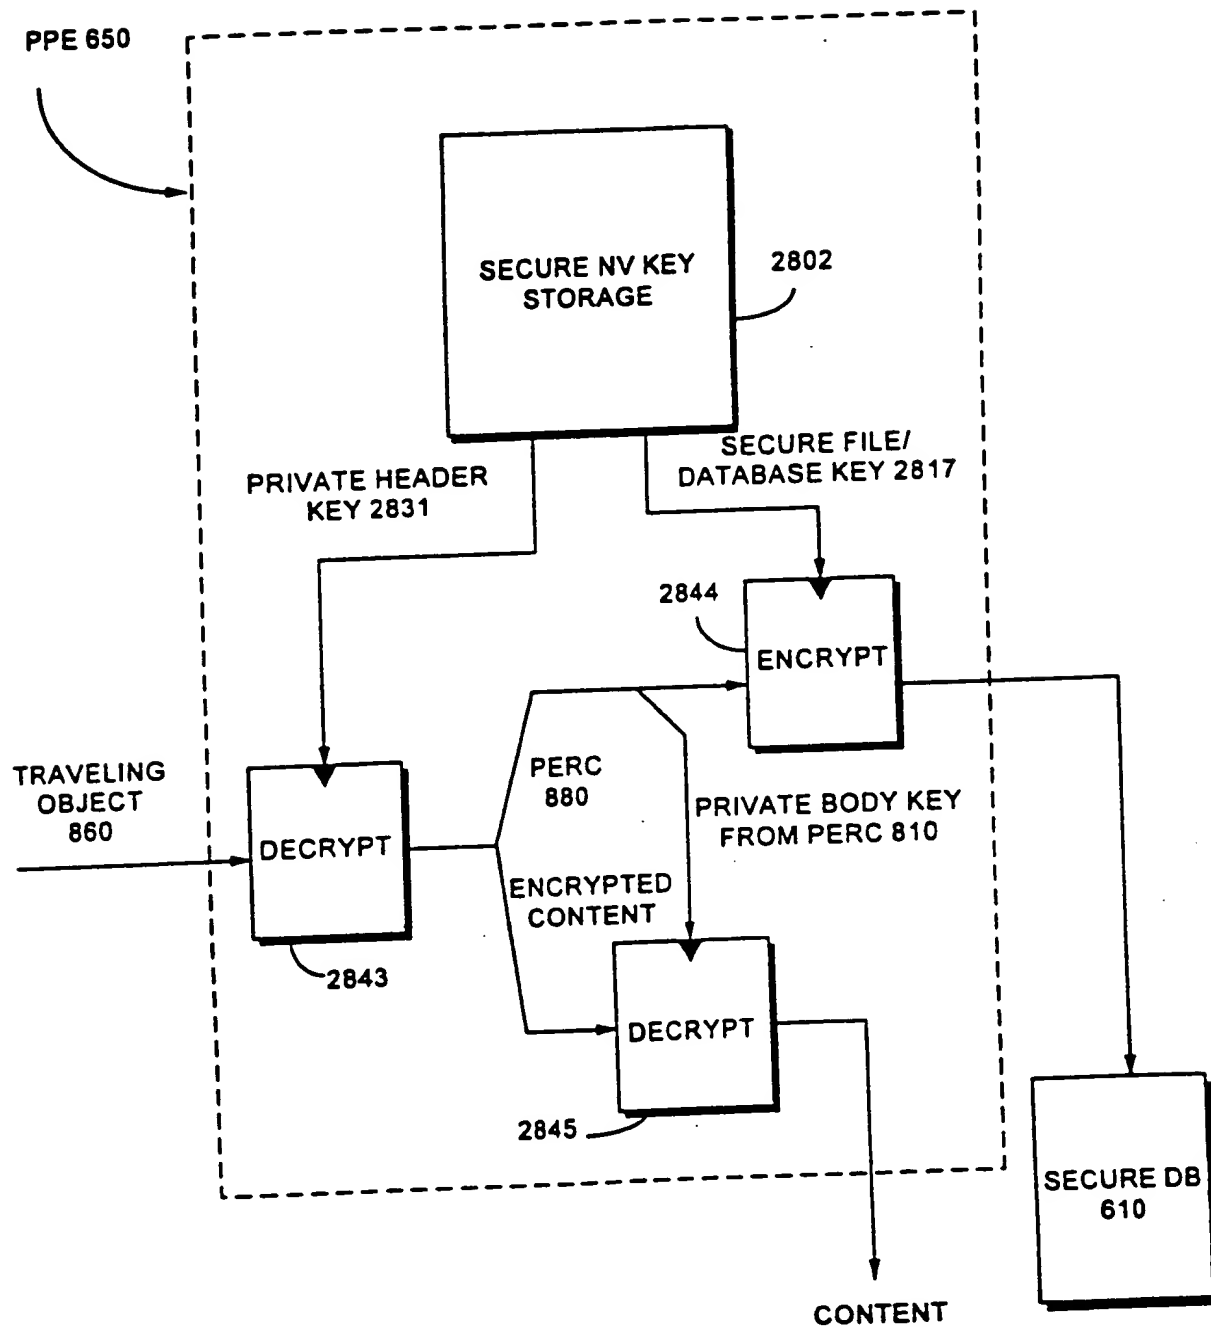 PPE 650
SECURE NV KEY
STORAGE
2802
SECURE FILE/
DATABASE KEY 2817
PRIVATE HEADER
KEY 2831
2844
ENCRYPT
TRAVELING
OBJECT
860
DECRYPT
PERC
880
PRIVATE BODY KEY
FROM PERC 810
ENCRYPTED
CONTENT
2843
DECRYPT
2845
SECURE DB
610
CONTENT